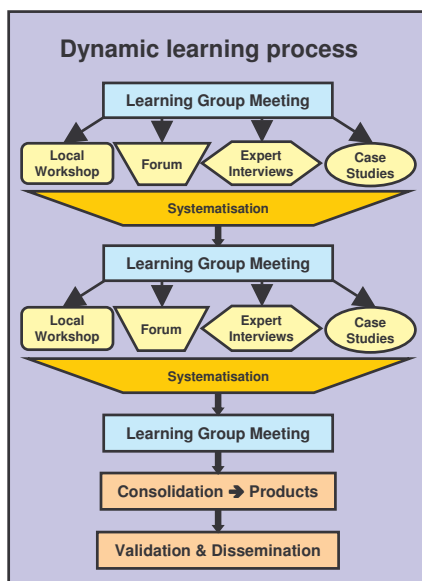 Dynamic learning process
Learning Group Meeting
Local
Workshop
Forum
Expert
Interviews
Case
Studies
Systematisation
Learning Group Meeting
Local
Workshop
Forum
Expert
Interviews
Case
Studies
Systematisation
Learning Group Meeting
Consolidation ➔ Products
Validation & Dissemination